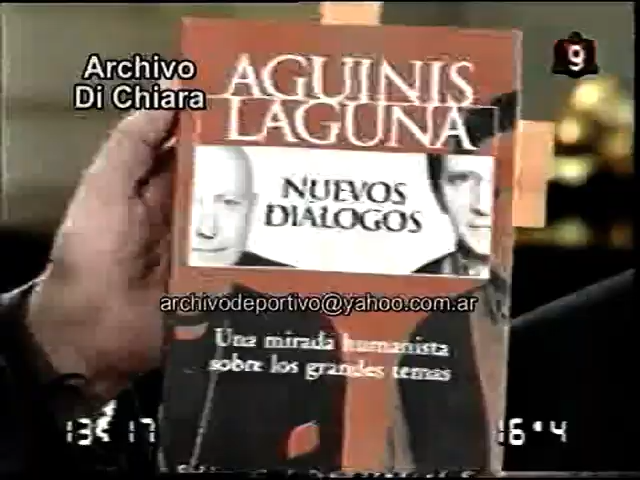 Archivo
Di Chiara
9
AGUINIS
LAGUNA
NUEVOS
DIALOGOS
archivodeportivo@yahoo.com.ar
Una mirada humanista
sobre los grandes temas
13 17
16°4